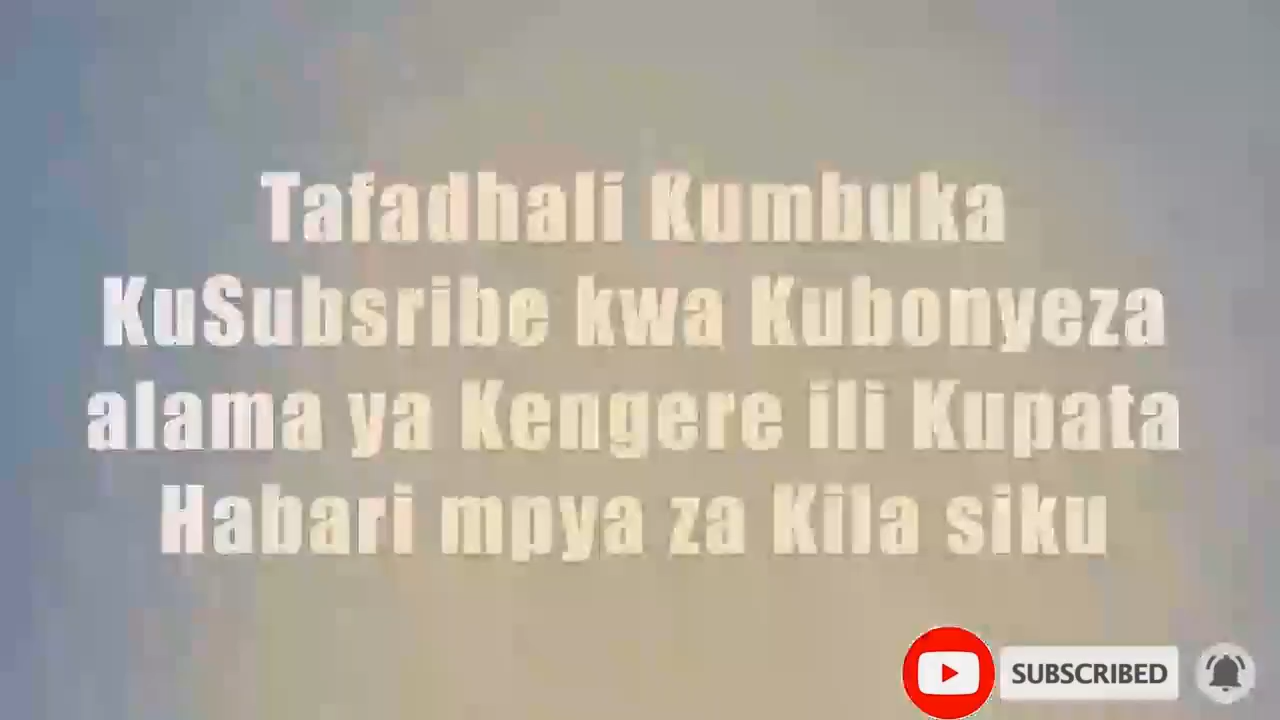 Tafadhali Kumbuka
KuSubsribe kwa Kubonyeza
alama ya Kengere ili Kupata
Habari mpya za Kila siku
SUBSCRIBED